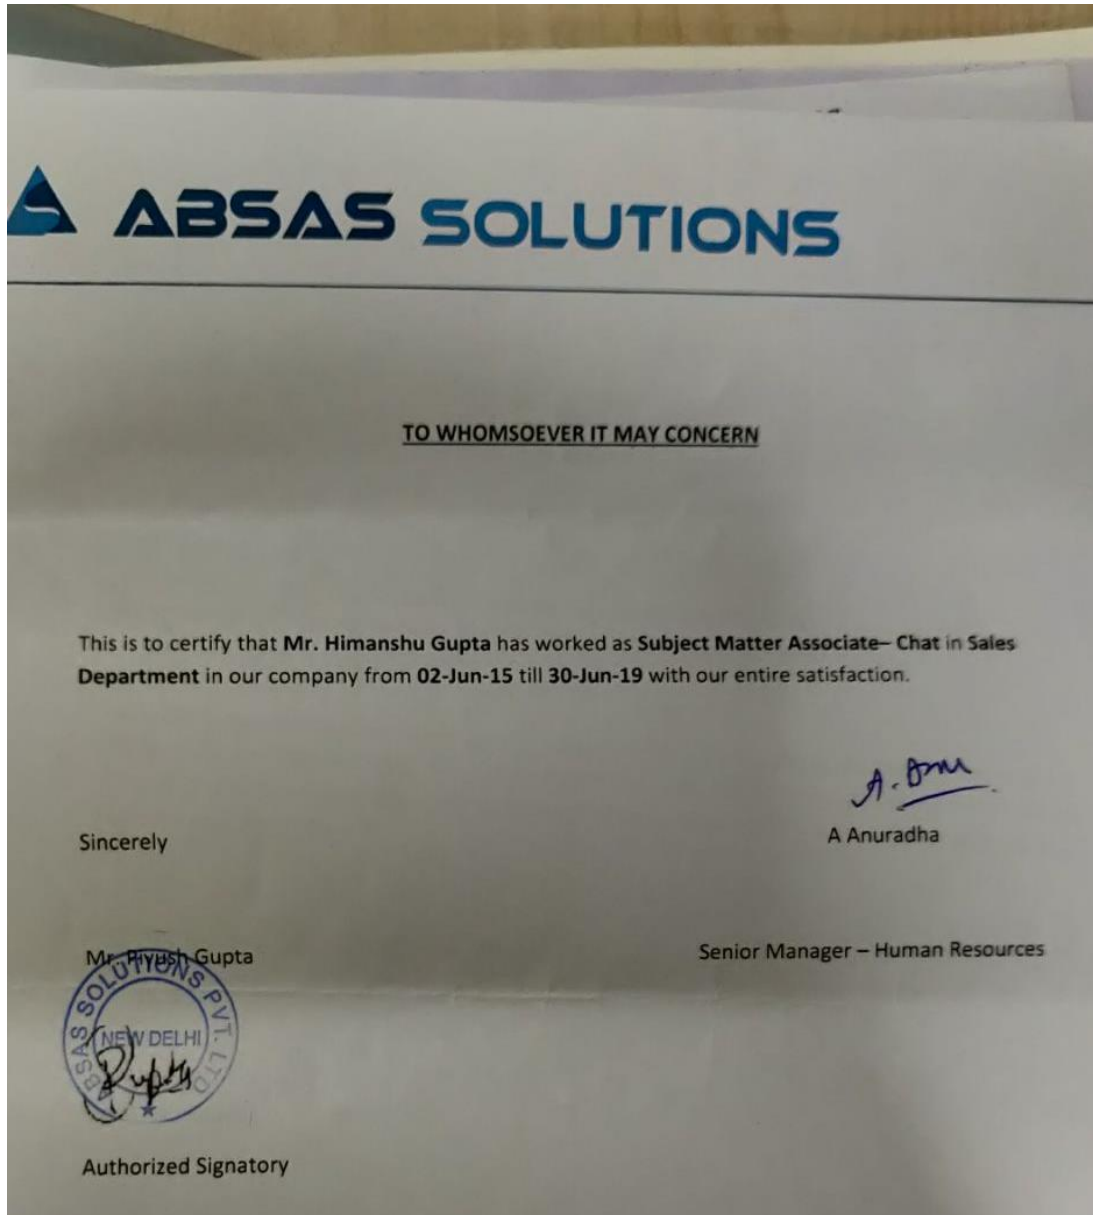 ABSAS SOLUTIONS
TO WHOMSOEVER IT MAY CONCERN
This is to certify that Mr. Himanshu Gupta has worked as Subject Matter Associate– Chat in Sales
Department in our company from 02-Jun-15 till 30-Jun-19 with our entire satisfaction.
A. Anu
Sincerely
A Anuradha
Mr. Piyush Gupta
Senior Manager – Human Resources
ABSAS SOLUTIONS PVT. LTD
NEW DELHI
Gupta
Authorized Signatory